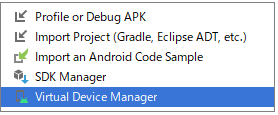 Profile or Debug APK
Import Project (Gradle, Eclipse ADT, etc.)
Import an Android Code Sample
SDK Manager
Virtual Device Manager